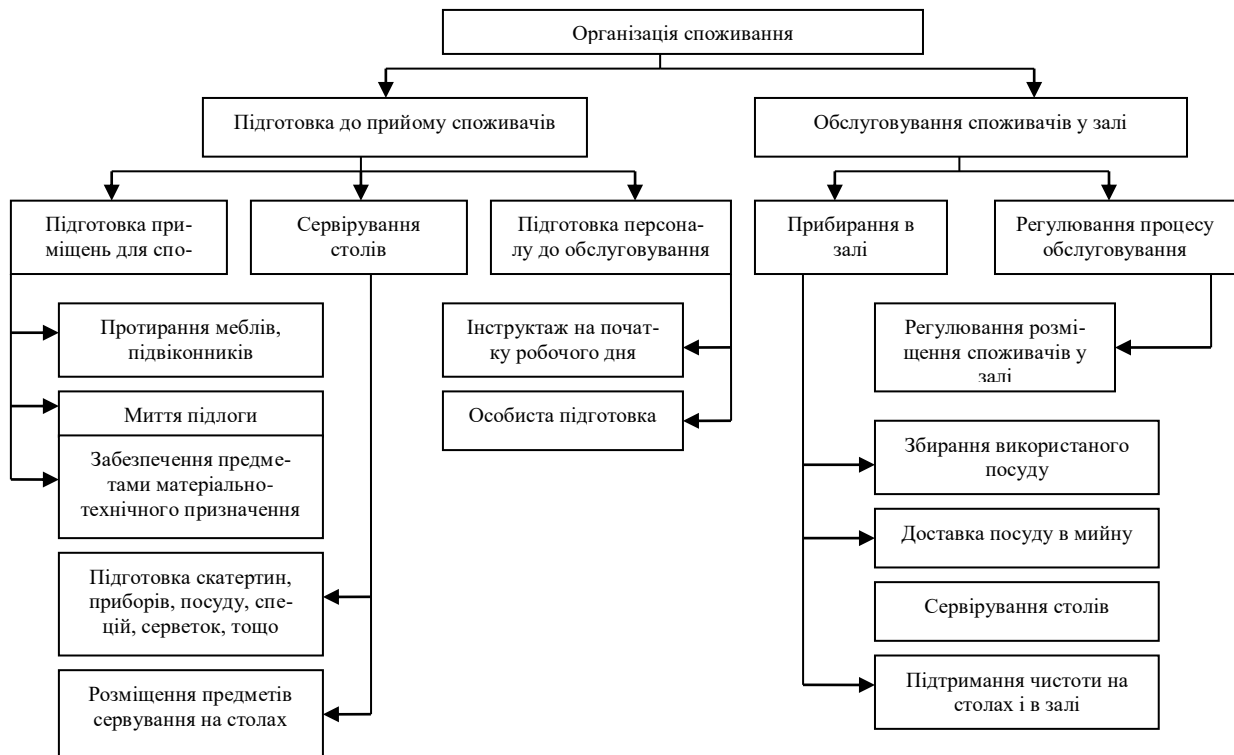 Організація споживання
Підготовка до прийому споживачів
Обслуговування споживачів у залі
Підготовка при-
міщень для спо-
Сервірування
столів
Підготовка персона-
лу до обслуговування
Прибирання в
залі
Регулювання процесу
обслуговування
Протирання меблів,
підвіконників
Інструктаж на почат-
ку робочого дня
Регулювання розмі-
щення споживачів у
залі
Миття підлоги
Особиста підготовка
Забезпечення предме-
тами матеріально-
технічного призначення
Збирання використаного
посуду
Доставка посуду в мийну
Підготовка скатертин,
приборів, посуду, спе-
цій, серветок, тощо
Сервірування столів
Розміщення предметів
сервування на столах
Підтримання чистоти на
столах і в залі